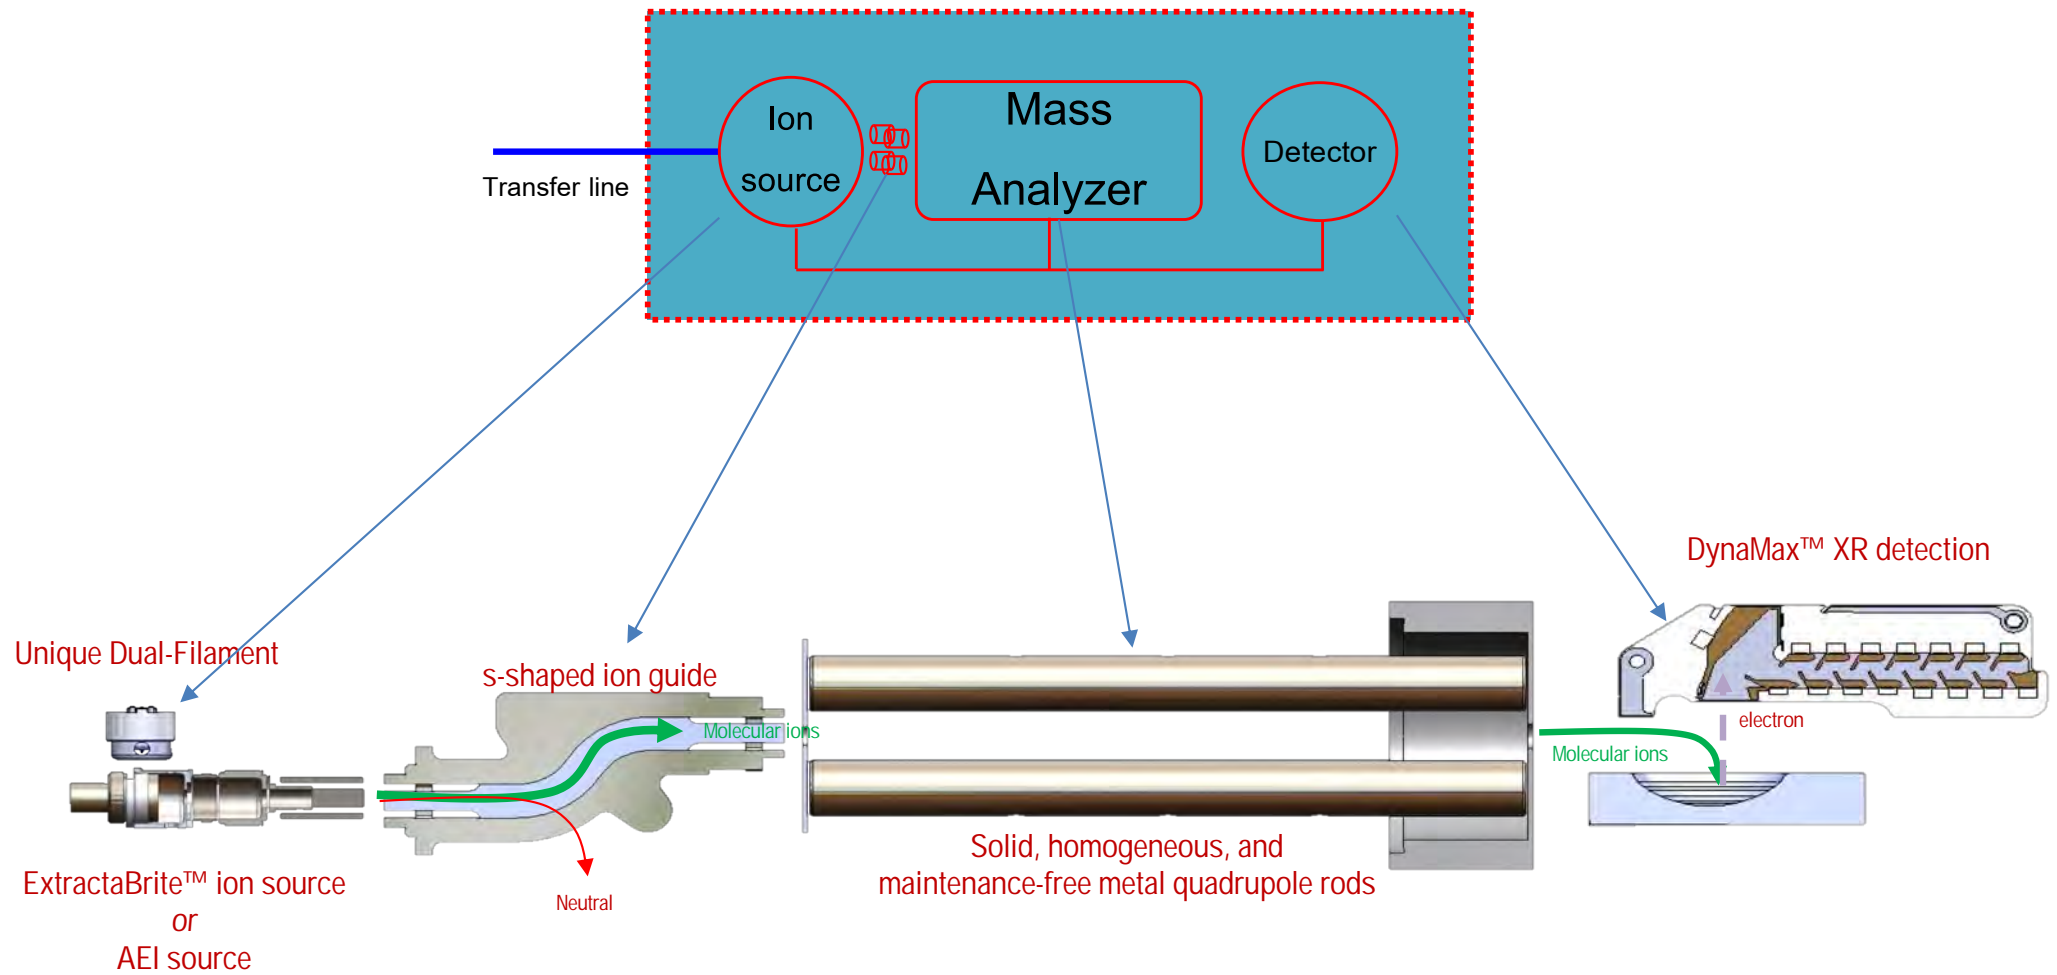 Ion
source
Mass
Analyzer
Detector
Transfer line
DynaMax™ XR detection
Unique Dual-Filament
s-shaped ion guide
Molecular ions
electron
Molecular ions
Solid, homogeneous, and
maintenance-free metal quadrupole rods
ExtractaBrite™ ion source
or
AEI source
Neutral